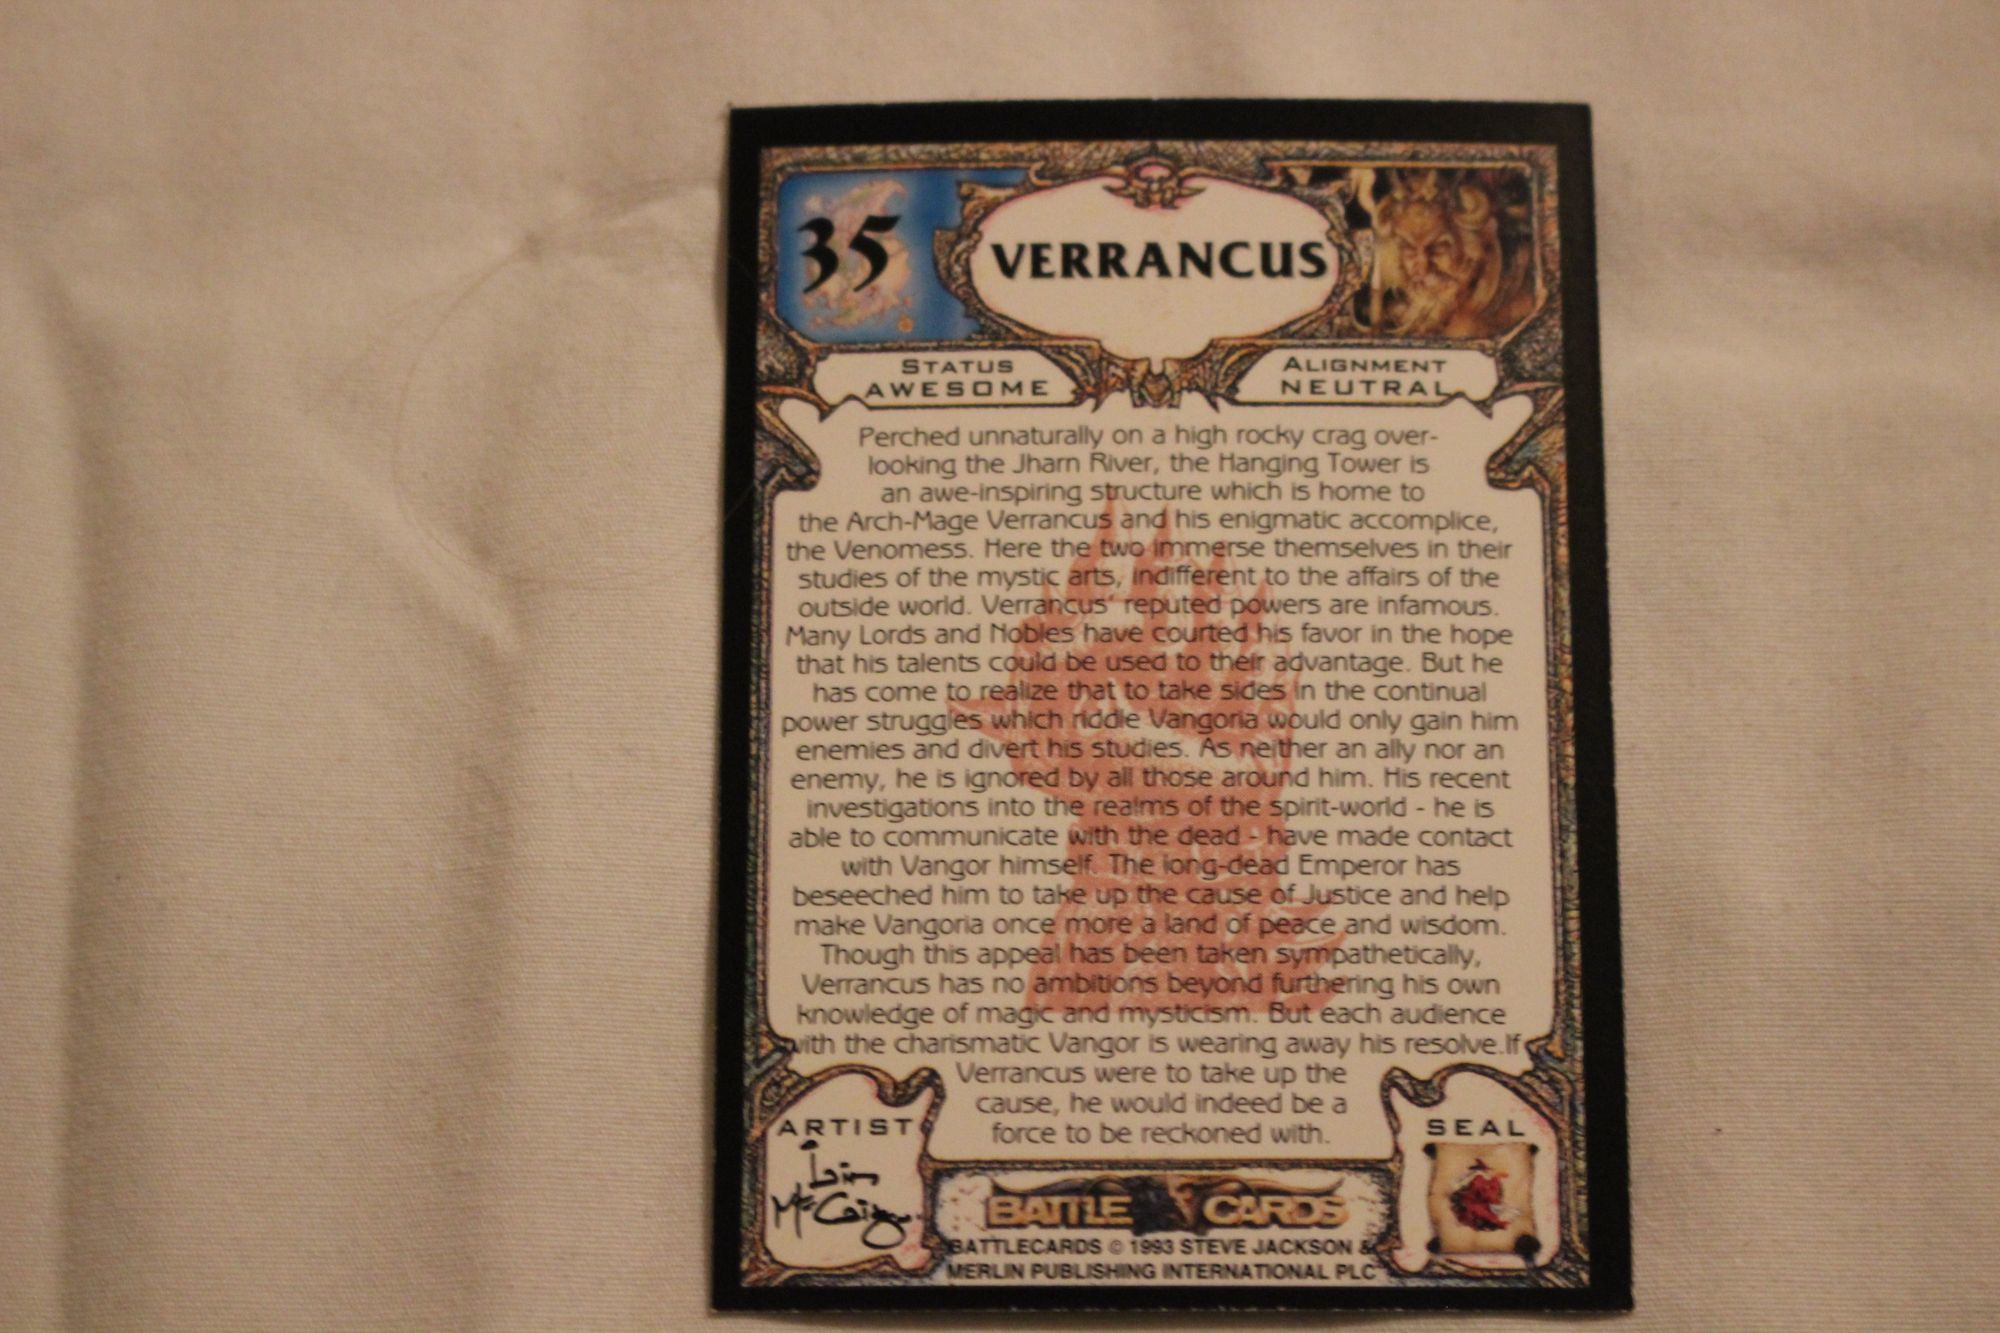 35
VERRANCUS
STATUS
AWESOME
ALIGNMENT
NEUTRAL
Perched unnaturally on a high rocky crag over-
looking the Jharn River, the Hanging Tower is
an awe-inspiring structure which is home to
the Arch-Mage Verrancus and his enigmatic accomplice,
the Venomess. Here the two immerse themselves in their
studies of the mystic arts, indifferent to the affairs of the
outside world. Verrancus' reputed powers are infamous.
Many Lords and Nobles have courted his favor in the hope
that his talents could be used to their advantage. But he
has come to realize that to take sides in the continual
power struggles which riddle Vangoria would only gain him
enemies and divert his studies. As neither an ally nor an
enemy, he is ignored by all those around him. His recent
investigations into the realms of the spirit-world - he is
able to communicate with the dead - have made contact
with Vangor himself. The long-dead Emperor has
beseeched him to take up the cause of Justice and help
make Vangoria once more a land of peace and wisdom.
Though this appeal has been taken sympathetically,
Verrancus has no ambitions beyond furthering his own
knowledge of magic and mysticism. But each audience
with the charismatic Vangor is wearing away his resolve.If
Verrancus were to take up the
cause, he would indeed be a
force to be reckoned with.
ARTIST
Iain
McCaig
SEAL
BATTLE CARDS
BATTLECARDS © 1993 STEVE JACKSON &
MERLIN PUBLISHING INTERNATIONAL PLC